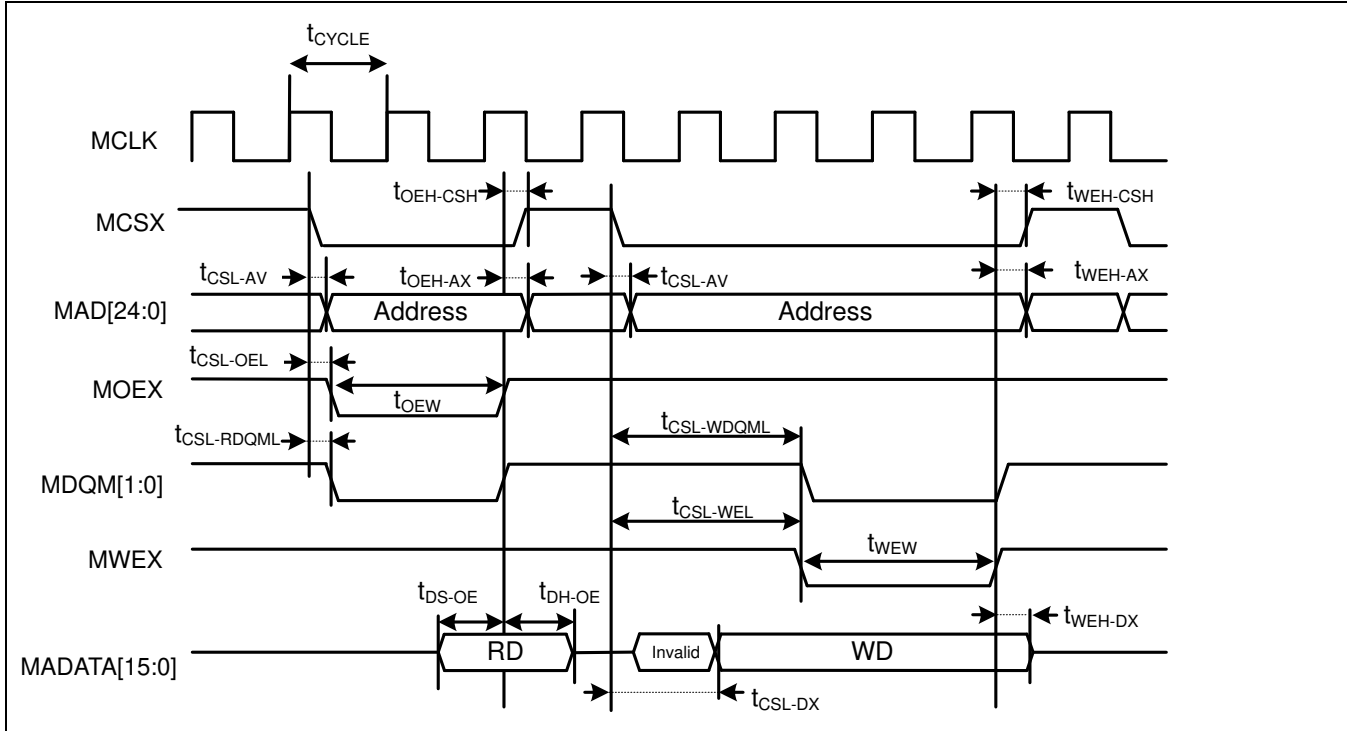 tCYCLE
MCLK
tOEH-CSH
tWEH-CSH
MCSX
tCSL-AV
tOEH-AX
tCSL-AV
tWEH-AX
MAD[24:0]
Address
Address
tCSL-OEL
MOEX
tOEW
tCSL-RDQML
tCSL-WDQML
MDQM[1:0]
tCSL-WEL
MWEX
tWEW
tDS-OE
tDH-OE
tWEH-DX
MADATA[15:0]
RD
Invalid
WD
tCSL-DX